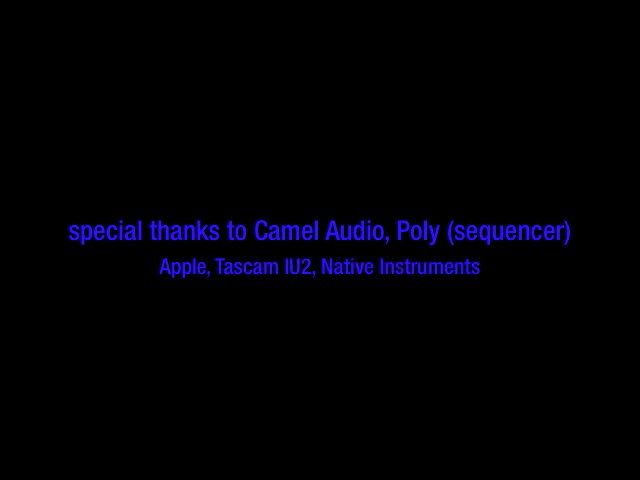 special thanks to Camel Audio, Poly (sequencer)
Apple, Tascam IU2, Native Instruments